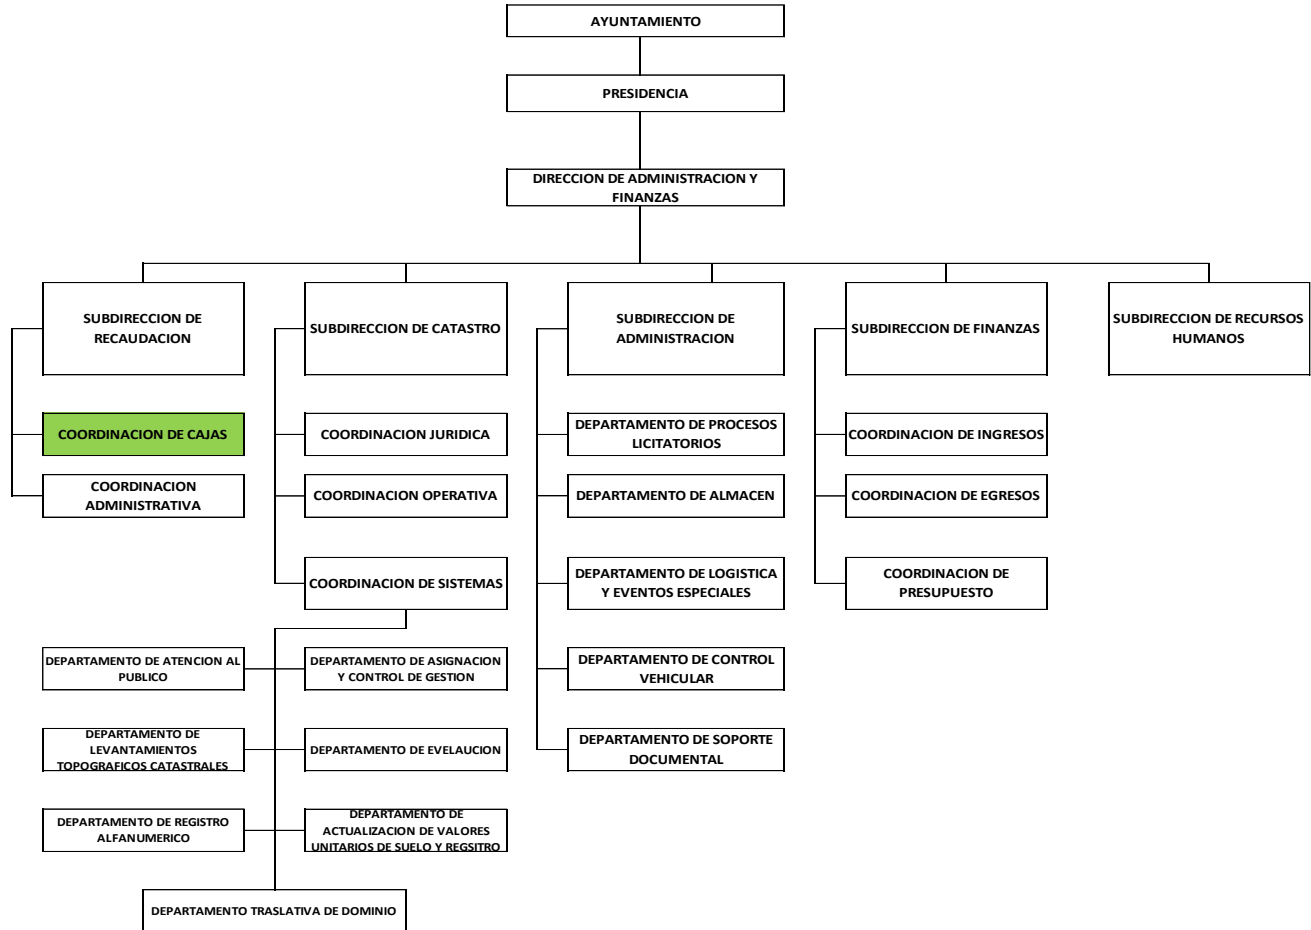 AYUNTAMIENTO
PRESIDENCIA
DIRECCION DE ADMINISTRACION Y
FINANZAS
SUBDIRECCION DE
RECAUDACION
SUBDIRECCION DE CATASTRO
SUBDIRECCION DE
ADMINISTRACION
SUBDIRECCION DE FINANZAS
SUBDIRECCION DE RECURSOS
HUMANOS
COORDINACION DE CAJAS
COORDINACION JURIDICA
DEPARTAMENTO DE PROCESOS
LICITATORIOS
COORDINACION DE INGRESOS
COORDINACION
ADMINISTRATIVA
COORDINACION OPERATIVA
DEPARTAMENTO DE ALMACEN
COORDINACION DE EGRESOS
COORDINACION DE SISTEMAS
DEPARTAMENTO DE LOGISTICA
Y EVENTOS ESPECIALES
COORDINACION DE
PRESUPUESTO
DEPARTAMENTO DE ATENCION AL
PUBLICO
DEPARTAMENTO DE ASIGNACION
Y CONTROL DE GESTION
DEPARTAMENTO DE CONTROL
VEHICULAR
DEPARTAMENTO DE
LEVANTAMIENTOS
TOPOGRAFICOS CATASTRALES
DEPARTAMENTO DE EVELAUCION
DEPARTAMENTO DE SOPORTE
DOCUMENTAL
DEPARTAMENTO DE REGISTRO
ALFANUMERICO
DEPARTAMENTO DE
ACTUALIZACION DE VALORES
UNITARIOS DE SUELO Y REGSITRO
DEPARTAMENTO TRASLATIVA DE DOMINIO